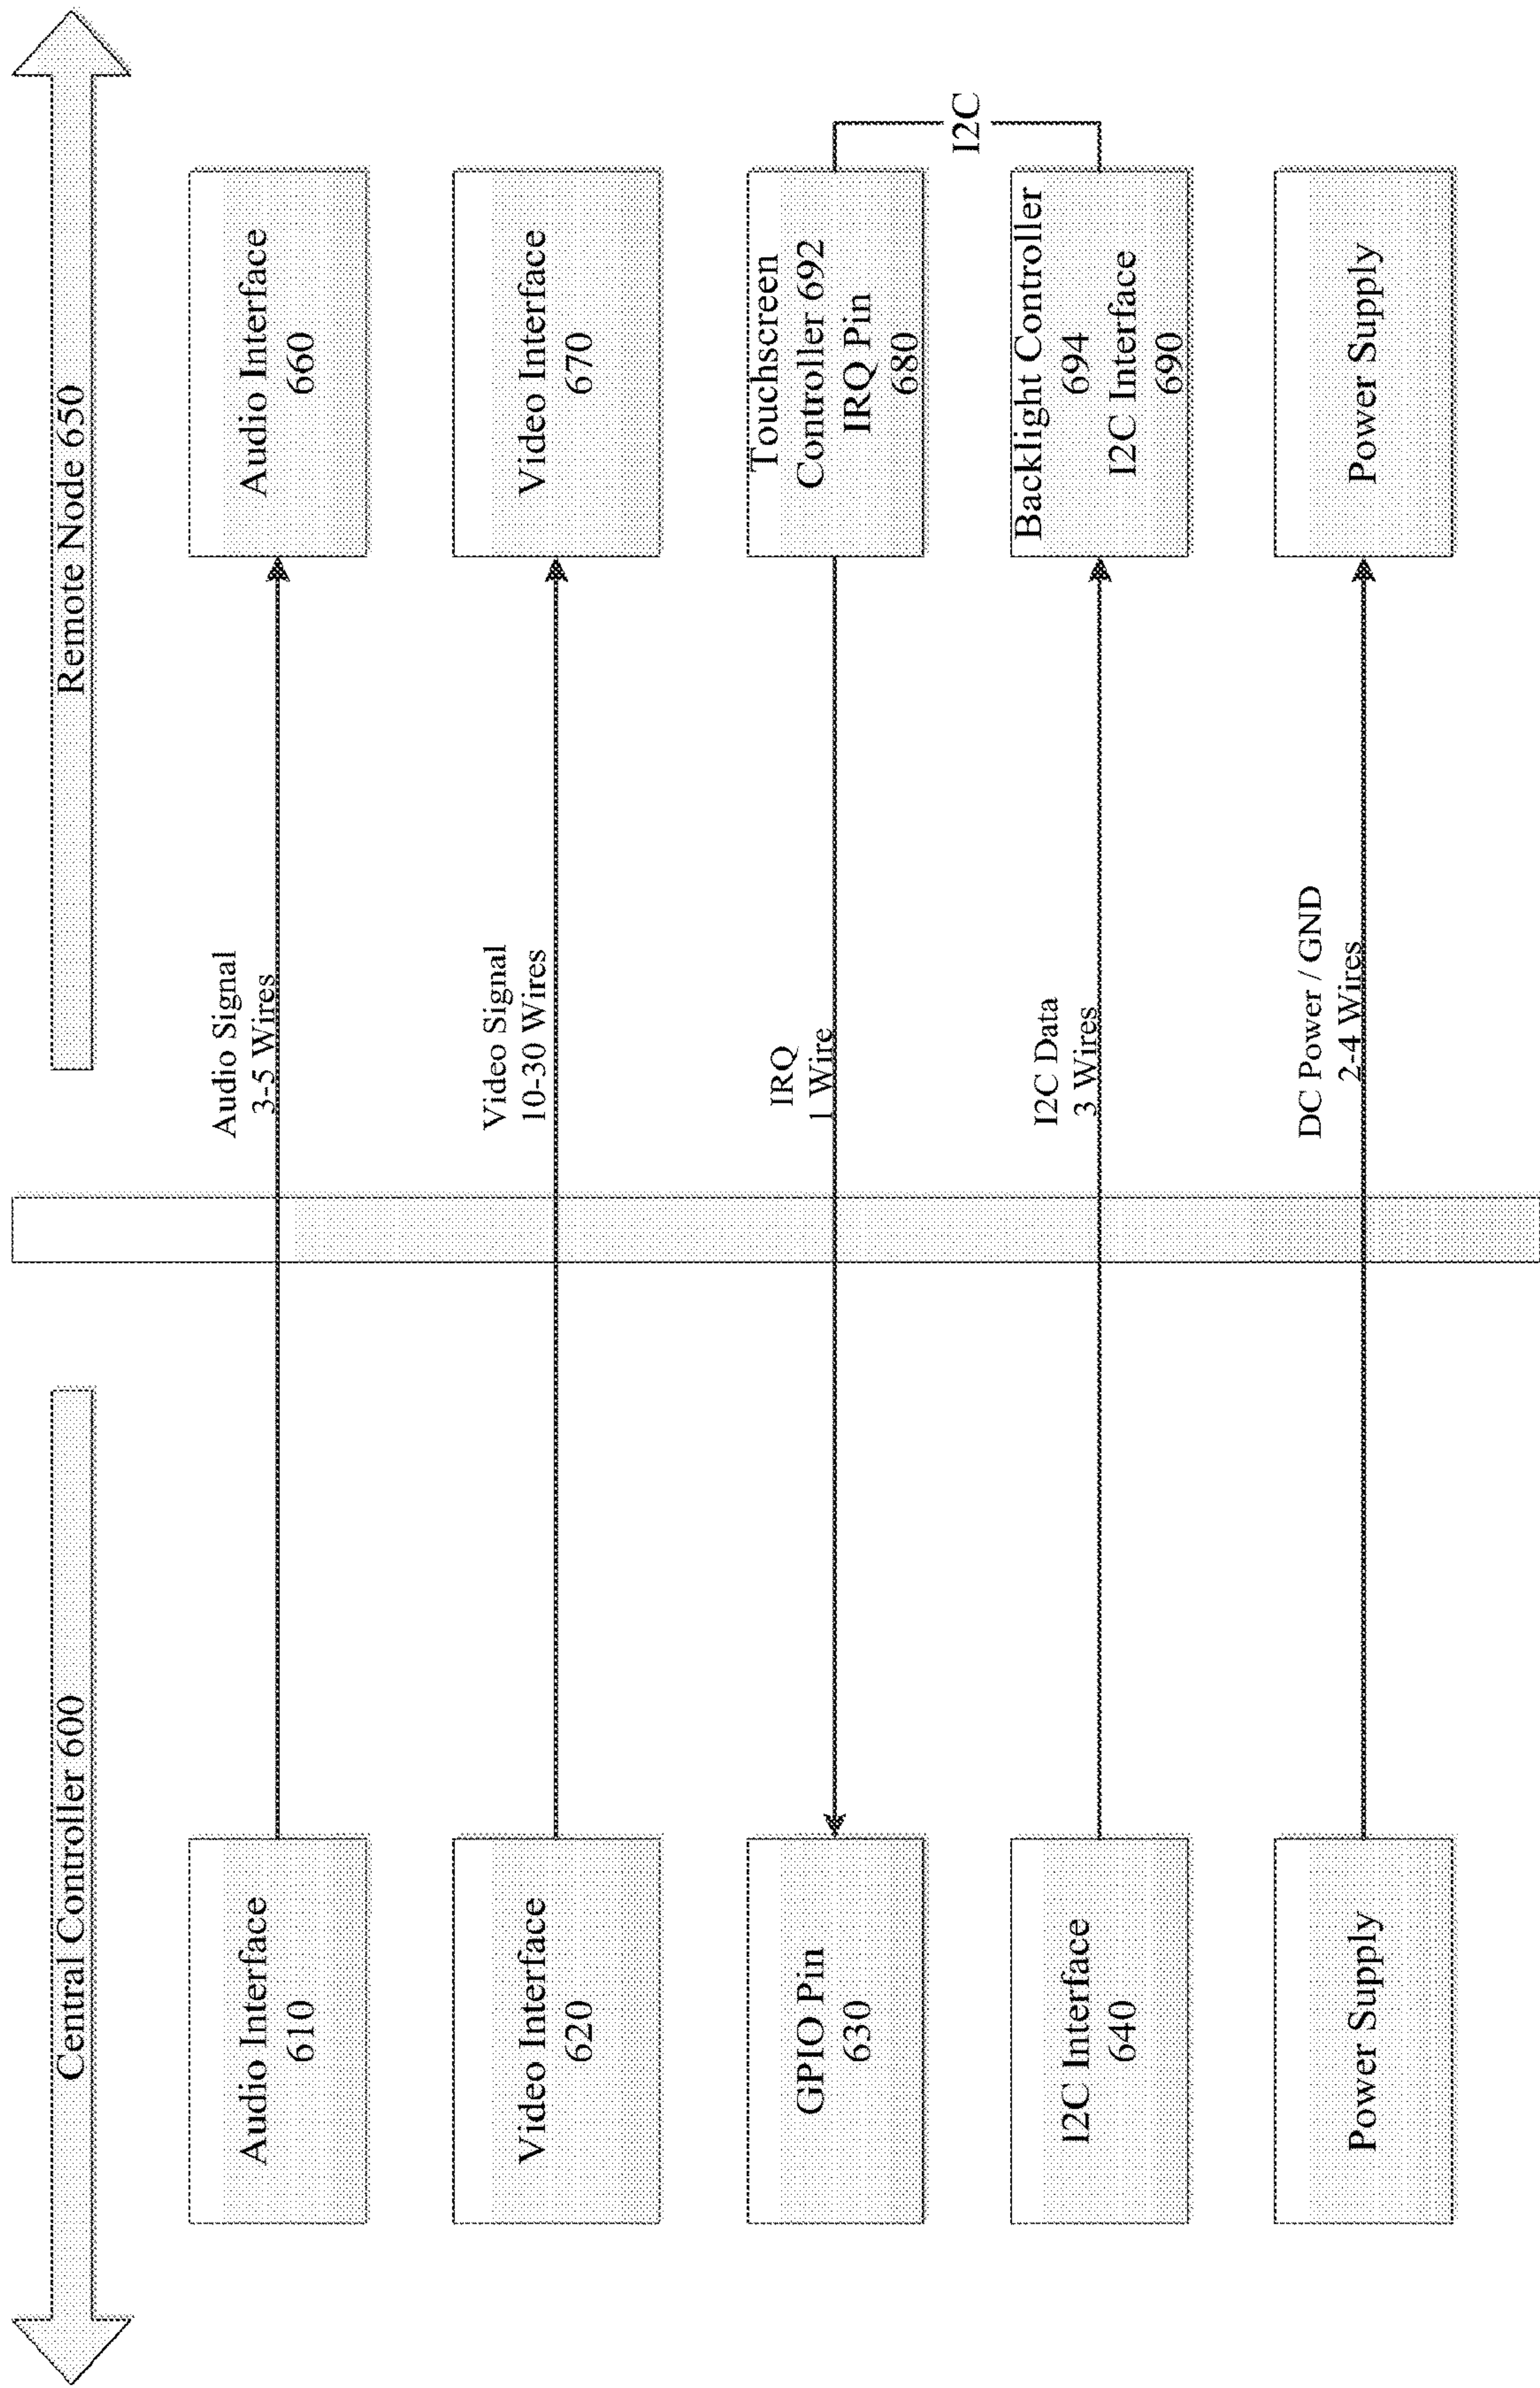 Central Controller 600
Remote Node 650
Audio Interface
610
Audio Signal
3-5 Wires
Audio Interface
660
Video Interface
620
Video Signal
10-30 Wires
Video Interface
670
GPIO Pin
630
IRQ
1 Wire
Touchscreen
Controller 692
IRQ Pin
680
I2C
I2C Interface
640
I2C Data
3 Wires
Backlight Controller
694
I2C Interface
690
Power Supply
DC Power / GND
2-4 Wires
Power Supply